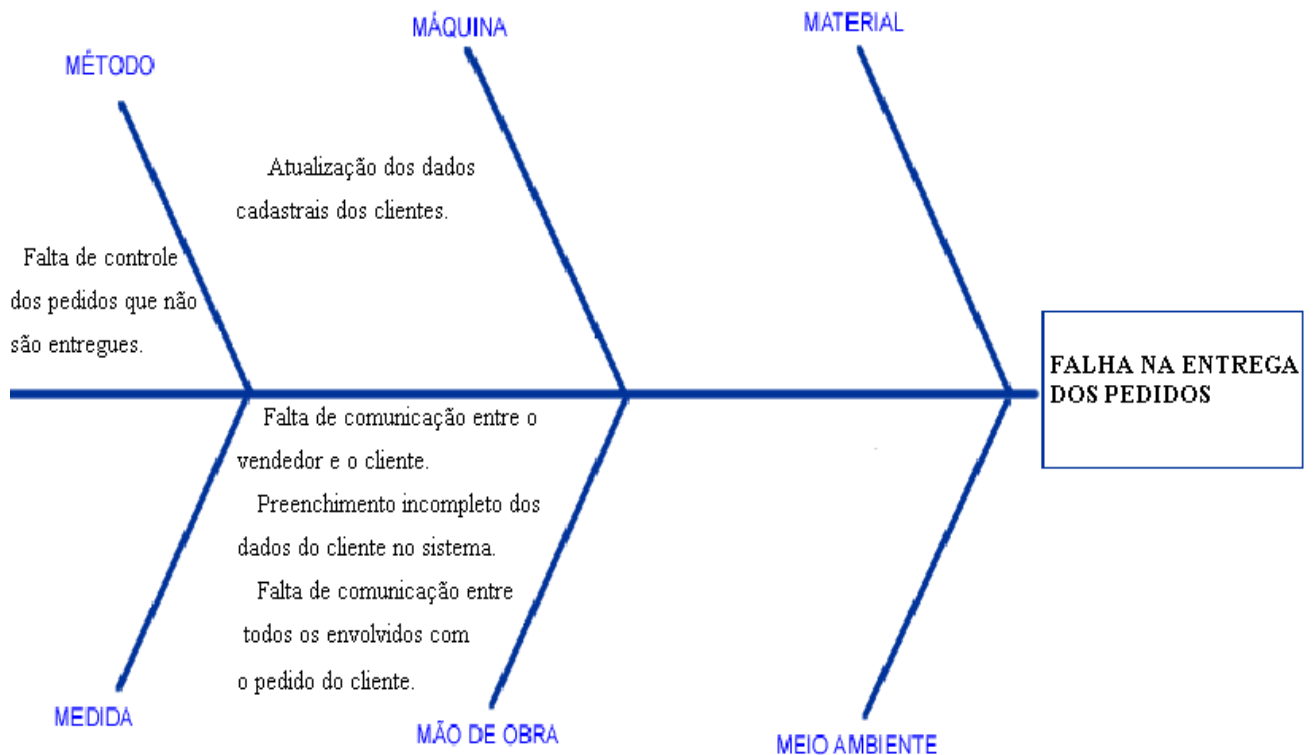 MÉTODO
MÁQUINA
MATERIAL
Atualização dos dados
cadastrais dos clientes.
Falta de controle
dos pedidos que não
são entregues.
FALHA NA ENTREGA
DOS PEDIDOS
Falta de comunicação entre o
vendedor e o cliente.
Preenchimento incompleto dos
dados do cliente no sistema.
Falta de comunicação entre
todos os envolvidos com
o pedido do cliente.
MEDIDA
MÃO DE OBRA
MEIO AMBIENTE